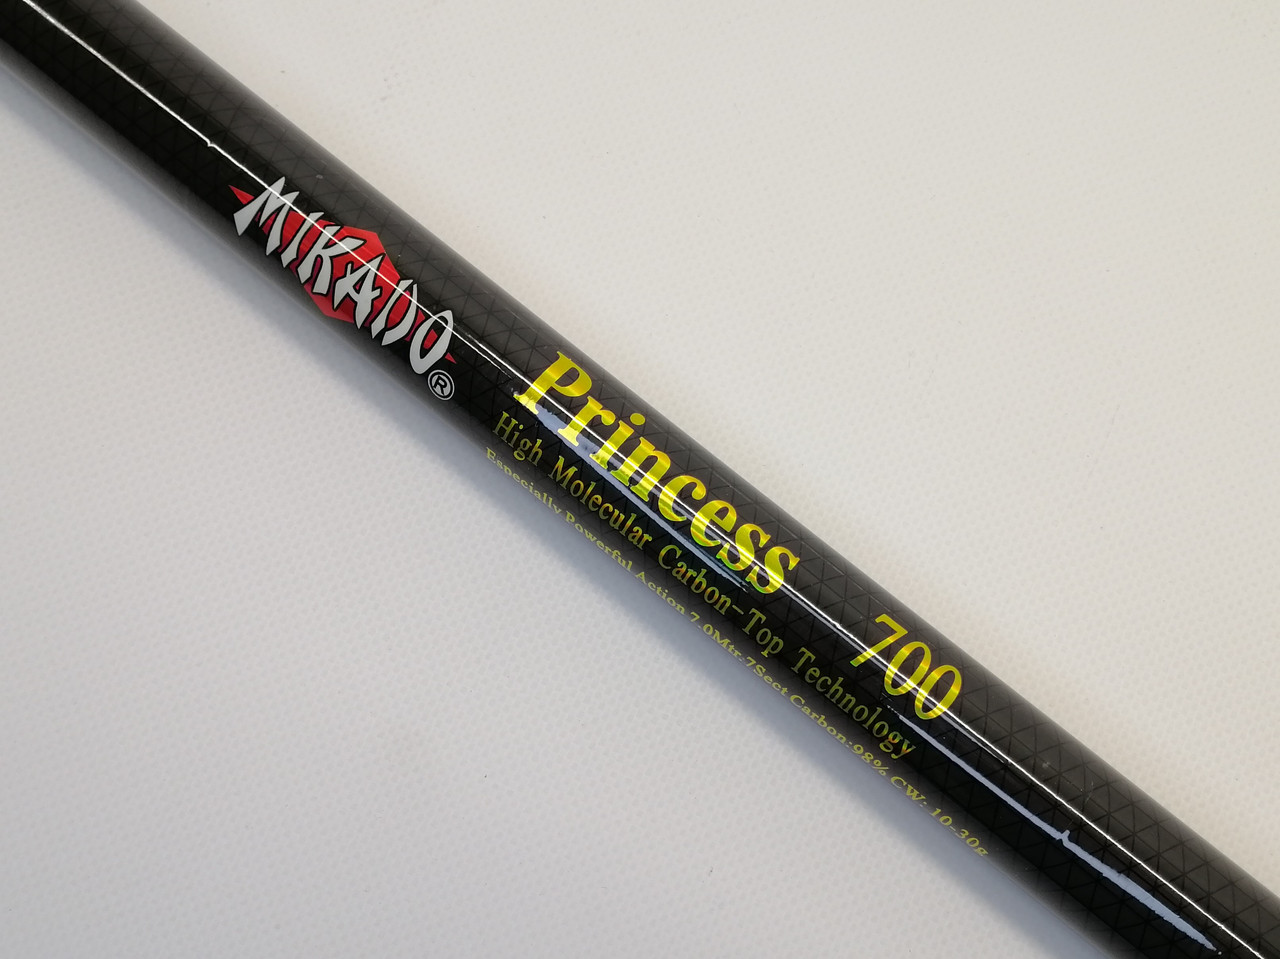 MIKADO®
Princess 700
High Molecular Carbon-Top Technology
Especially Powerful Action 7.0Mtr.7Sect Carbon:98% CW: 10-30g